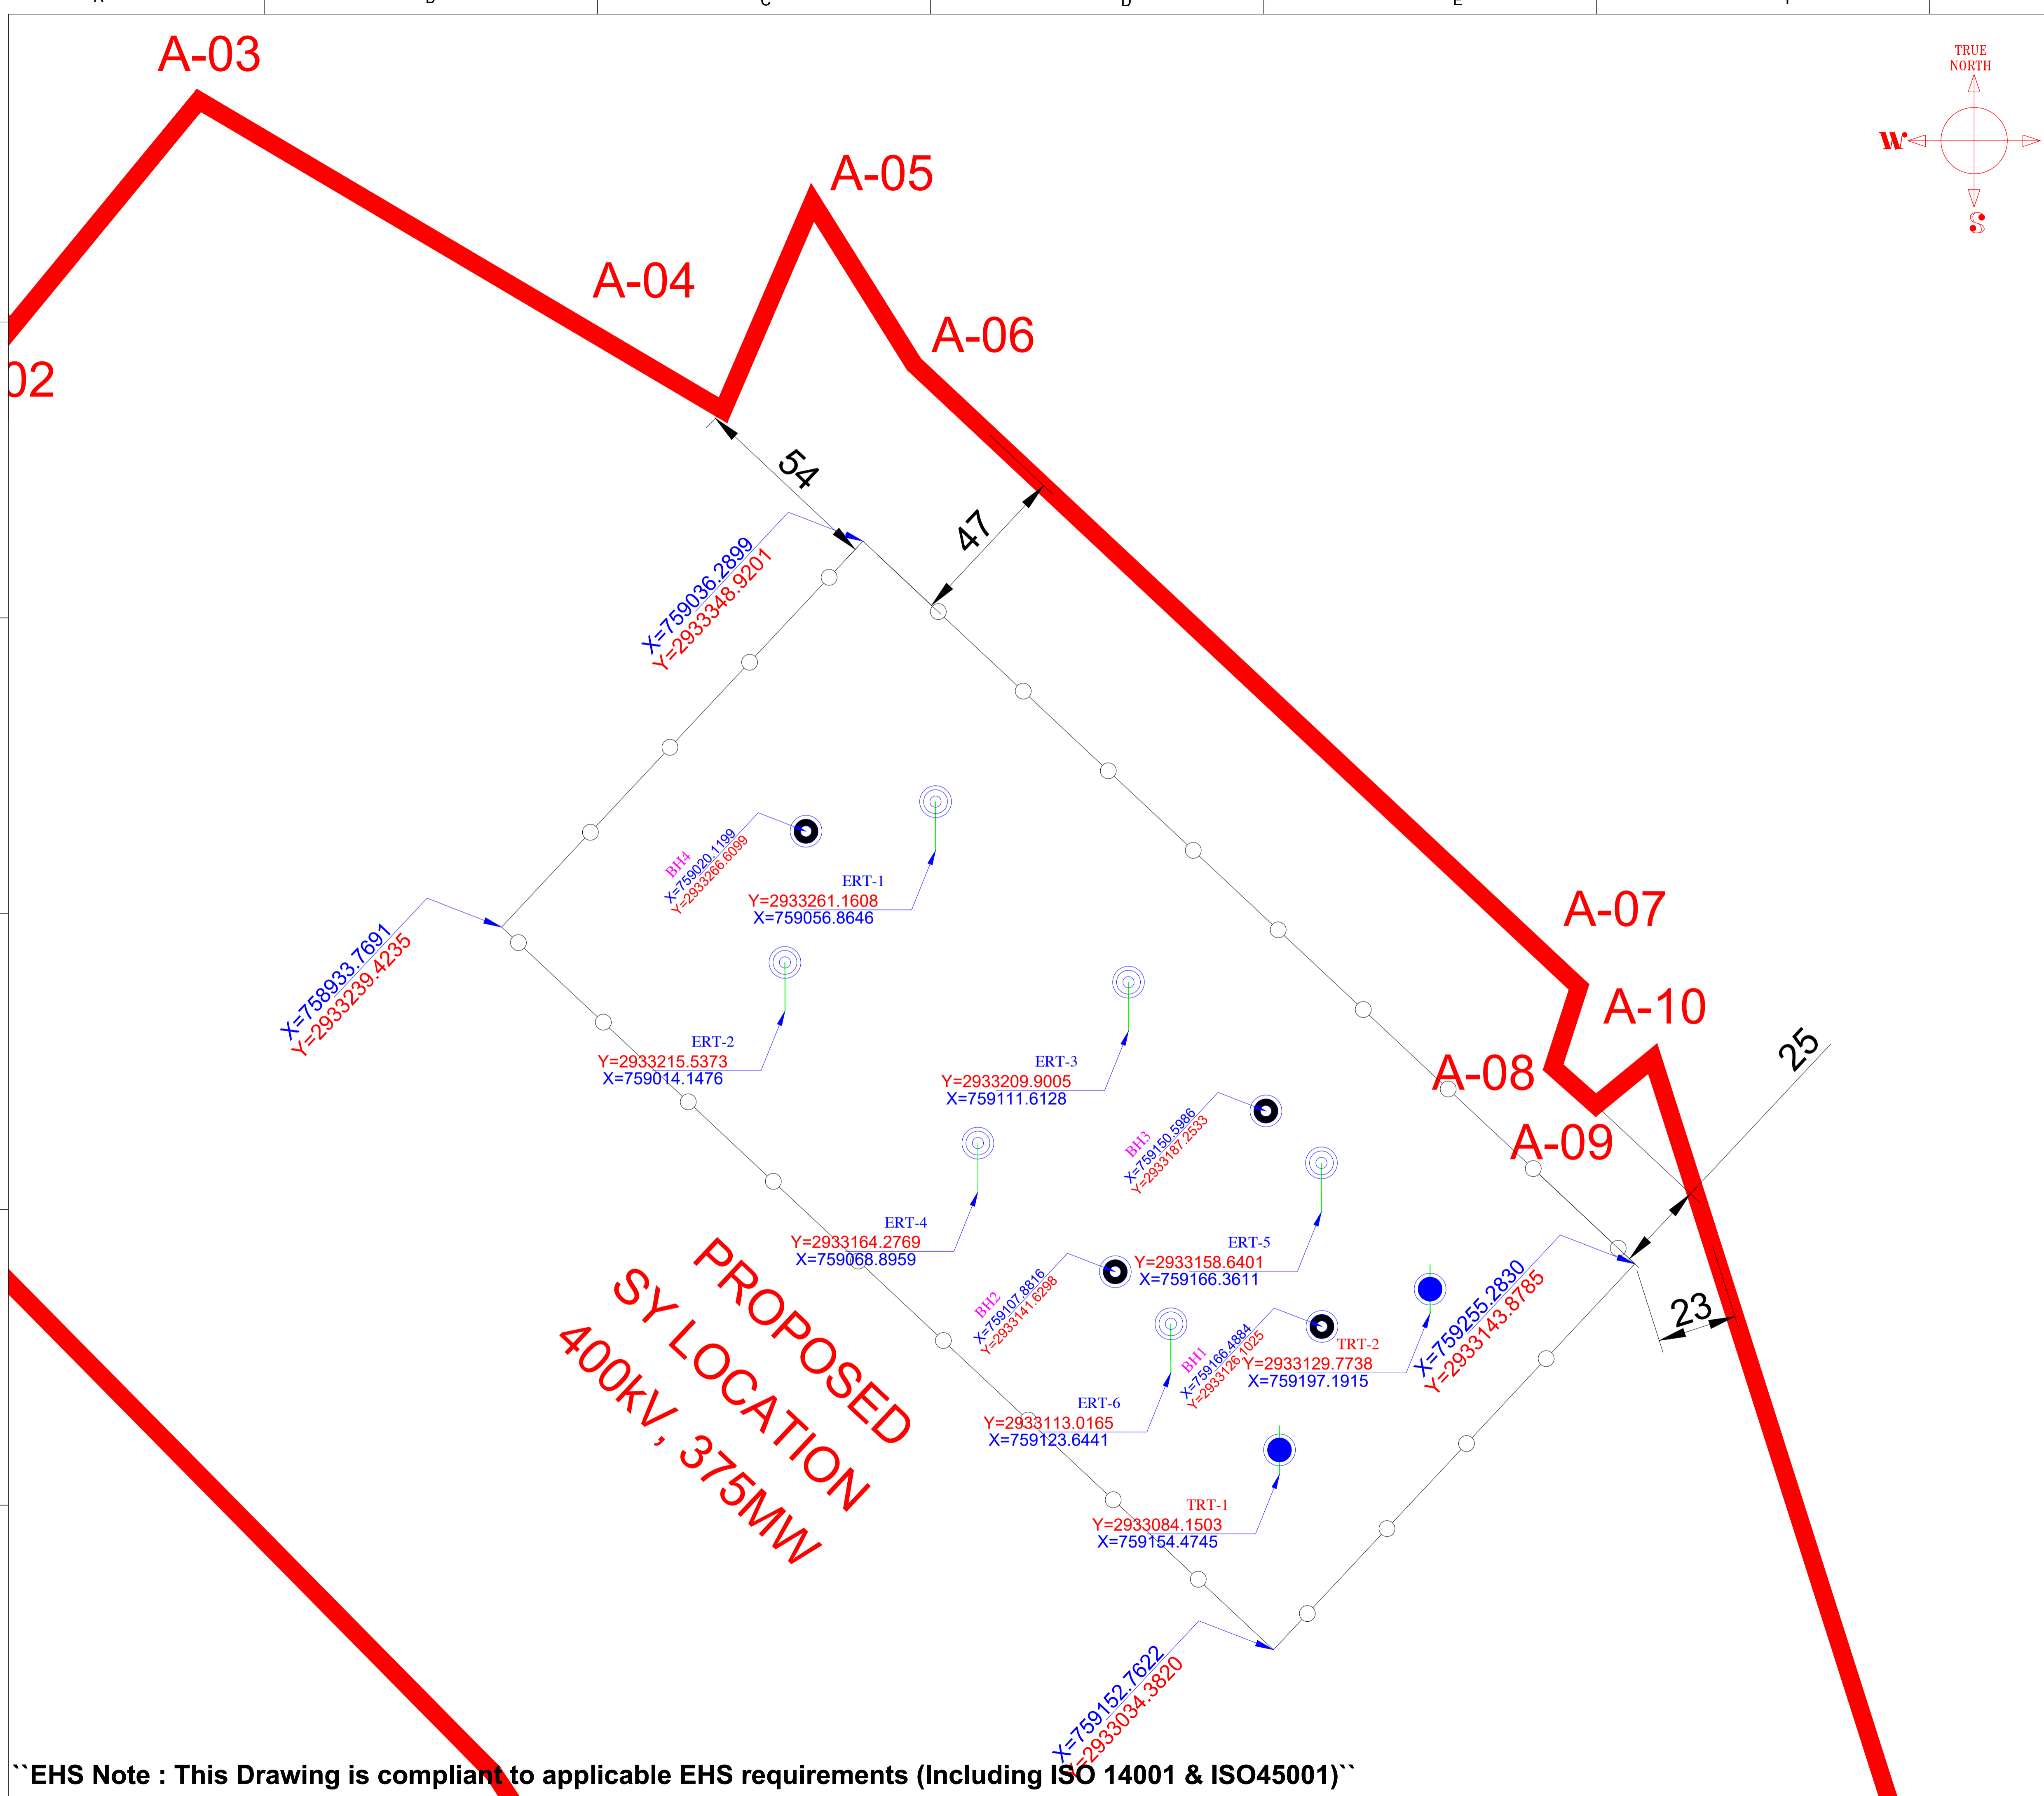 A-03
TRUE
NORTH
W
S
A-05
A-04
A-06
02
54
47
X=759036.2899
Y=2933348.9201
BH4
X=759020.1199
Y=2933266.6099
ERT-1
Y=2933261.1608
X=759056.8646
A-07
X=758933.7691
Y=2933239.4235
A-10
ERT-2
Y=2933215.5373
X=759014.1476
ERT-3
Y=2933209.9005
X=759111.6128
A-08
25
BH3
X=759150.5986
Y=2933187.2533
A-09
ERT-4
Y=2933164.2769
X=759068.8959
ERT-5
Y=2933158.6401
X=759166.3611
PROPOSED
SY LOCATION
400kV, 375MW
BH2
X=759107.8816
Y=2933141.6298
BH1
X=759166.4884
Y=2933126.1025
TRT-2
Y=2933129.7738
X=759197.1915
X=759255.2830
Y=2933143.8785
23
ERT-6
Y=2933113.0165
X=759123.6441
TRT-1
Y=2933084.1503
X=759154.4745
X=759152.7622
Y=2933034.3820
``EHS Note : This Drawing is compliant to applicable EHS requirements (Including ISO 14001 & ISO45001)``